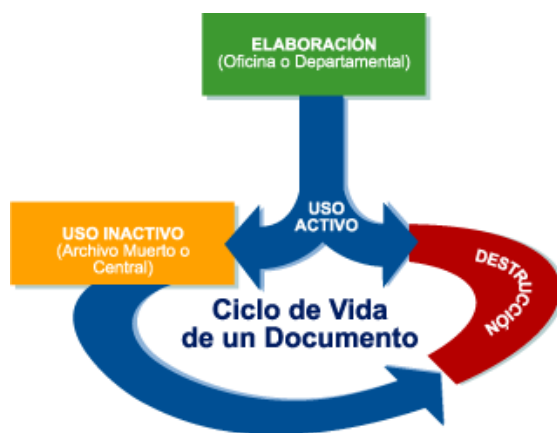 ELABORACIÓN
(Oficina o Departamental)
USO
ACTIVO
USO INACTIVO
(Archivo Muerto o
Central)
DESTRUCCIÓN
Ciclo de Vida
de un Documento